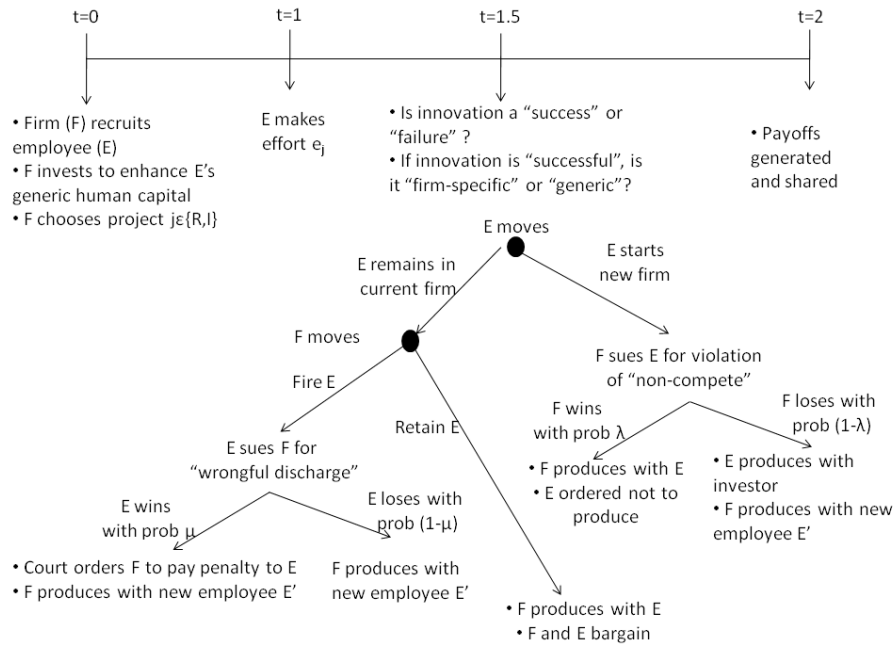 t=0
t=1
t=1.5
t=2
• Firm (F) recruits
employee (E)
• F invests to enhance E's
generic human capital
• F chooses project jε{R,I}
E makes
effort ej
• Is innovation a “success” or
“failure” ?
• If innovation is “successful”, is
it “firm-specific” or “generic”?
• Payoffs
generated
and shared
E moves
E remains in
current firm
E starts
new firm
F moves
Fire E
Retain E
F sues E for violation
of “non-compete”
F wins
with prob λ
F loses with
prob (1-λ)
E sues F for
“wrongful discharge”
• F produces with E
• E ordered not to
produce
• E produces with
investor
• F produces with new
employee E’
E wins
with prob μ
E loses with
prob (1-μ)
• Court orders F to pay penalty to E
• F produces with new employee E’
F produces with
new employee E’
• F produces with E
• F and E bargain